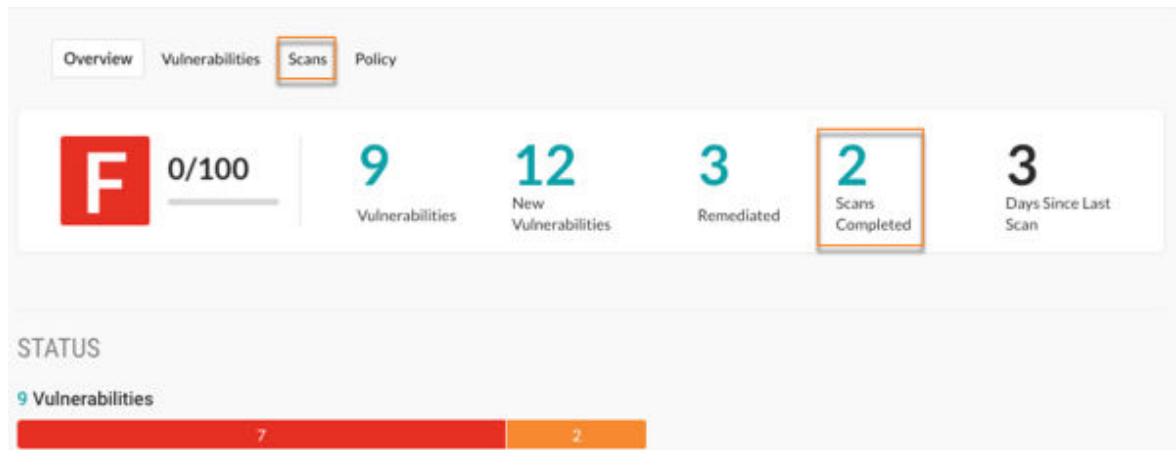 Overview Vulnerabilities Scans Policy
F 0/100
9 12 3 2 3
Vulnerabilities New Vulnerabilities Remediated Scans Completed Days Since Last Scan
STATUS
9 Vulnerabilities
7 2